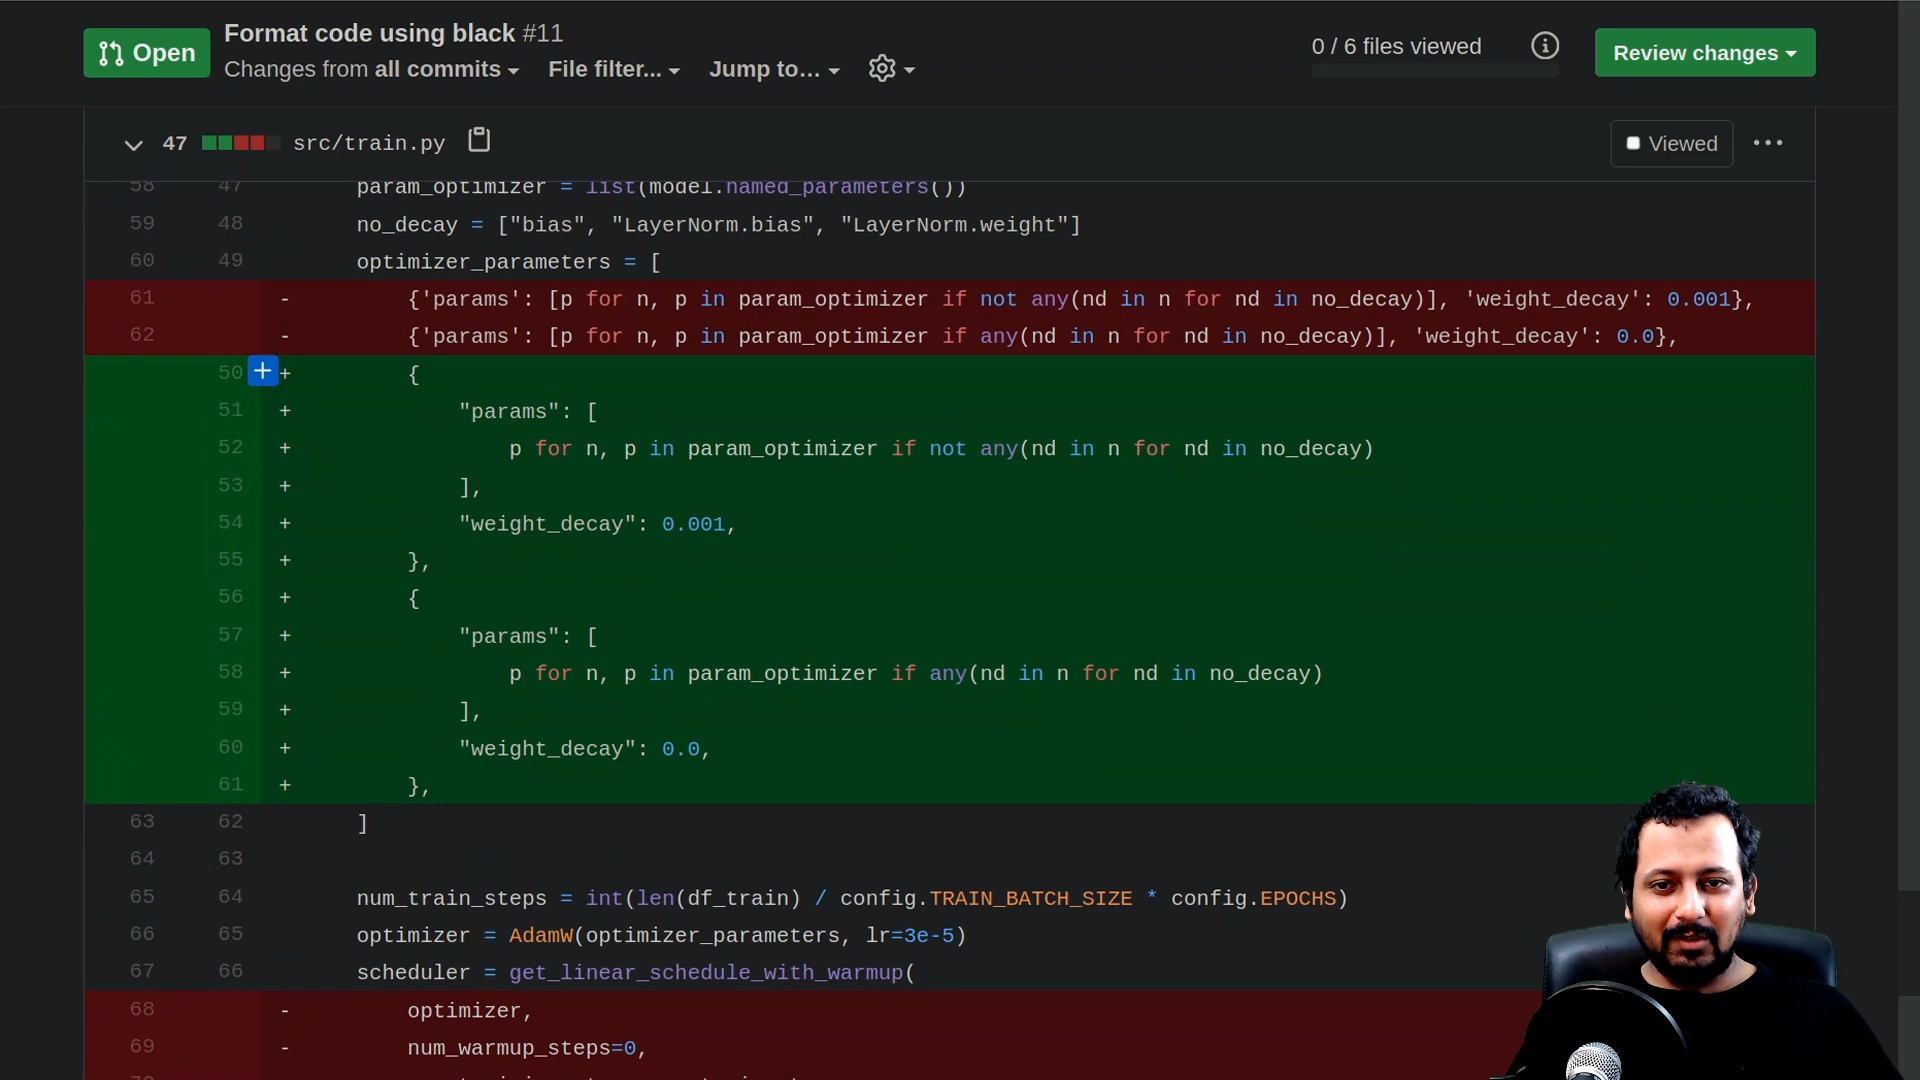 Open
Format code using black #11
Changes from all commits
File filter...
Jump to...
0 / 6 files viewed
Review changes
47 src/train.py
Viewed
58 47 param_optimizer = list(model.named_parameters())
59 48 no_decay = ["bias", "LayerNorm.bias", "LayerNorm.weight"]
60 49 optimizer_parameters = [
61 - {'params': [p for n, p in param_optimizer if not any(nd in n for nd in no_decay)], 'weight_decay': 0.001},
62 - {'params': [p for n, p in param_optimizer if any(nd in n for nd in no_decay)], 'weight_decay': 0.0},
50 + {
51 + "params": [
52 + p for n, p in param_optimizer if not any(nd in n for nd in no_decay)
53 + ],
54 + "weight_decay": 0.001,
55 + },
56 + {
57 + "params": [
58 + p for n, p in param_optimizer if any(nd in n for nd in no_decay)
59 + ],
60 + "weight_decay": 0.0,
61 + },
63 62 ]
64 63
65 64 num_train_steps = int(len(df_train) / config.TRAIN_BATCH_SIZE * config.EPOCHS)
66 65 optimizer = AdamW(optimizer_parameters, lr=3e-5)
67 66 scheduler = get_linear_schedule_with_warmup(
68 - optimizer,
69 - num_warmup_steps=0,